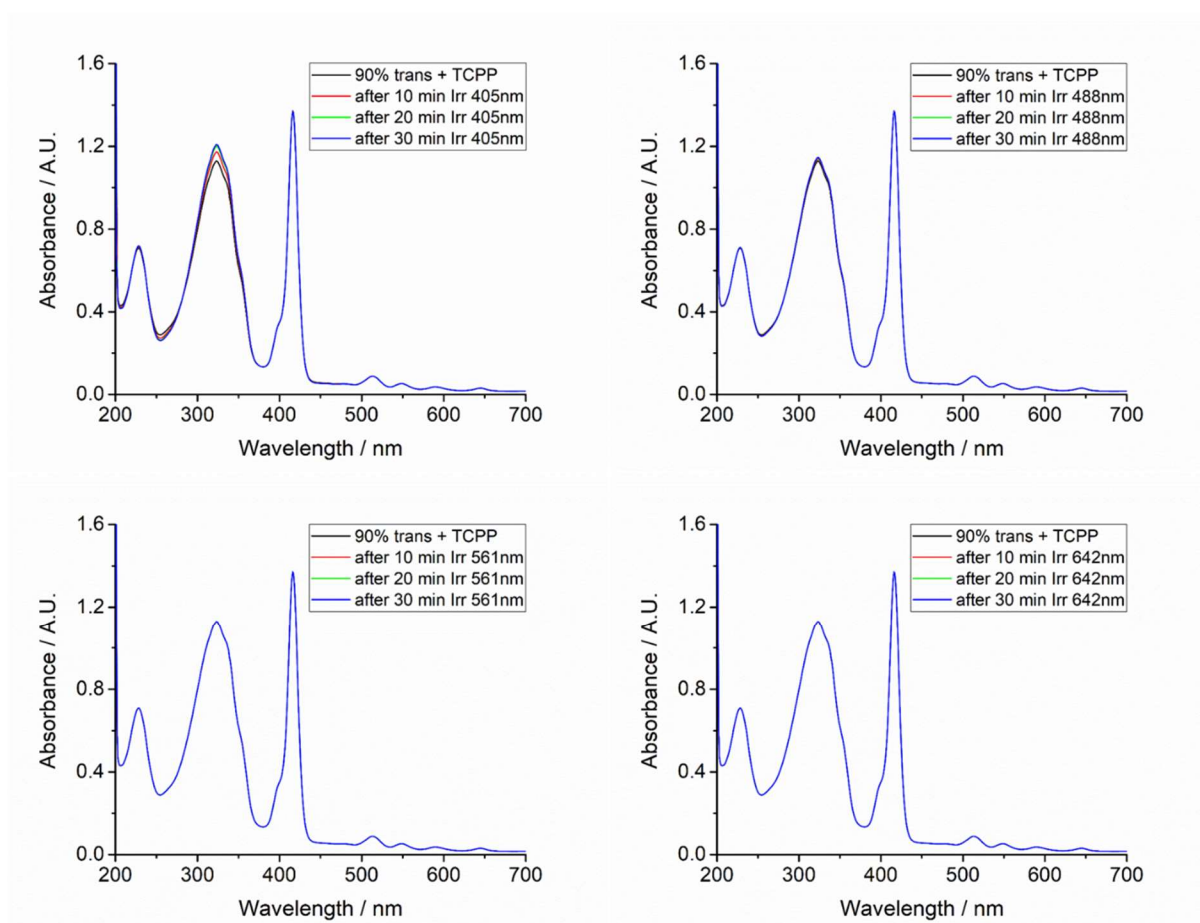 1.6
1.2
0.8
0.4
0.0
Absorbance / A.U.
90% trans + TCPP
after 10 min Irr 405nm
after 20 min Irr 405nm
after 30 min Irr 405nm
200 300 400 500 600 700
Wavelength / nm
1.6
1.2
0.8
0.4
0.0
Absorbance / A.U.
90% trans + TCPP
after 10 min Irr 488nm
after 20 min Irr 488nm
after 30 min Irr 488nm
200 300 400 500 600 700
Wavelength / nm
1.6
1.2
0.8
0.4
0.0
Absorbance / A.U.
90% trans + TCPP
after 10 min Irr 561nm
after 20 min Irr 561nm
after 30 min Irr 561nm
200 300 400 500 600 700
Wavelength / nm
1.6
1.2
0.8
0.4
0.0
Absorbance / A.U.
90% trans + TCPP
after 10 min Irr 642nm
after 20 min Irr 642nm
after 30 min Irr 642nm
200 300 400 500 600 700
Wavelength / nm